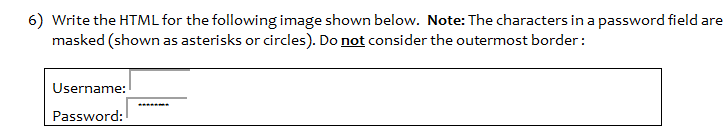 6) Write the HTML for the following image shown below. Note: The characters in a password field are
masked (shown as asterisks or circles). Do not consider the outermost border:
Username:
Password: ********